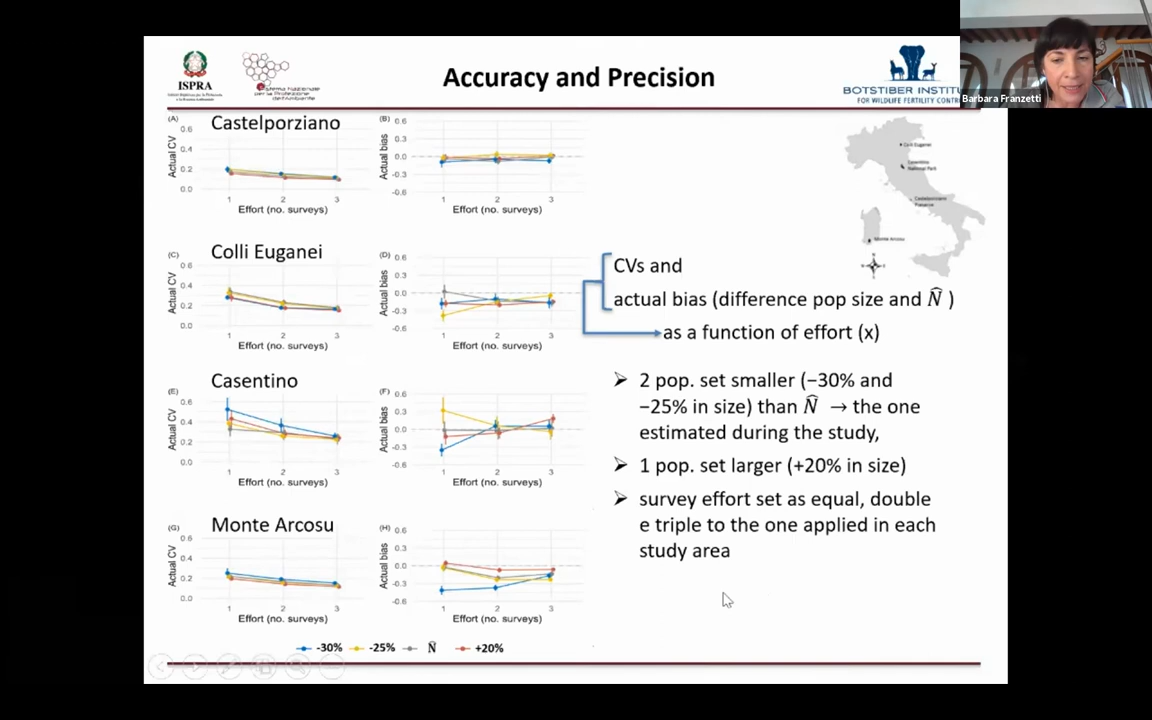 Accuracy and Precision
ISPRA
BOTSTIBER INSTIT
FOR WILDLIFE FERTILITY CONTR
Barbara Franzetti
(A)
Castelporziano
(B)
Actual CV
0.6
0.4
0.2
0.0
1 2 3
Effort (no. surveys)
Actual bias
0.6
0.3
0.0
-0.3
-0.6
1 2 3
Effort (no. surveys)
(C)
Colli Euganei
(D)
Actual CV
0.6
0.4
0.2
0.0
1 2 3
Effort (no. surveys)
Actual bias
0.6
0.3
0.0
-0.3
-0.6
1 2 3
Effort (no. surveys)
(E)
Casentino
(F)
Actual CV
0.6
0.4
0.2
0.0
1 2 3
Effort (no. surveys)
Actual bias
0.6
0.3
0.0
-0.3
-0.6
1 2 3
Effort (no. surveys)
(G)
Monte Arcosu
(H)
Actual CV
0.6
0.4
0.2
0.0
1 2 3
Effort (no. surveys)
Actual bias
0.6
0.3
0.0
-0.3
-0.6
1 2 3
Effort (no. surveys)
-30% -25% N̂ +20%
Colli Euganei
Casentino
National Park
Castelporziano
Monte Arcosu
CVs and
actual bias (difference pop size and N̂ )
as a function of effort (x)
➢ 2 pop. set smaller (−30% and
−25% in size) than N̂ → the one
estimated during the study,
➢ 1 pop. set larger (+20% in size)
➢ survey effort set as equal, double
e triple to the one applied in each
study area